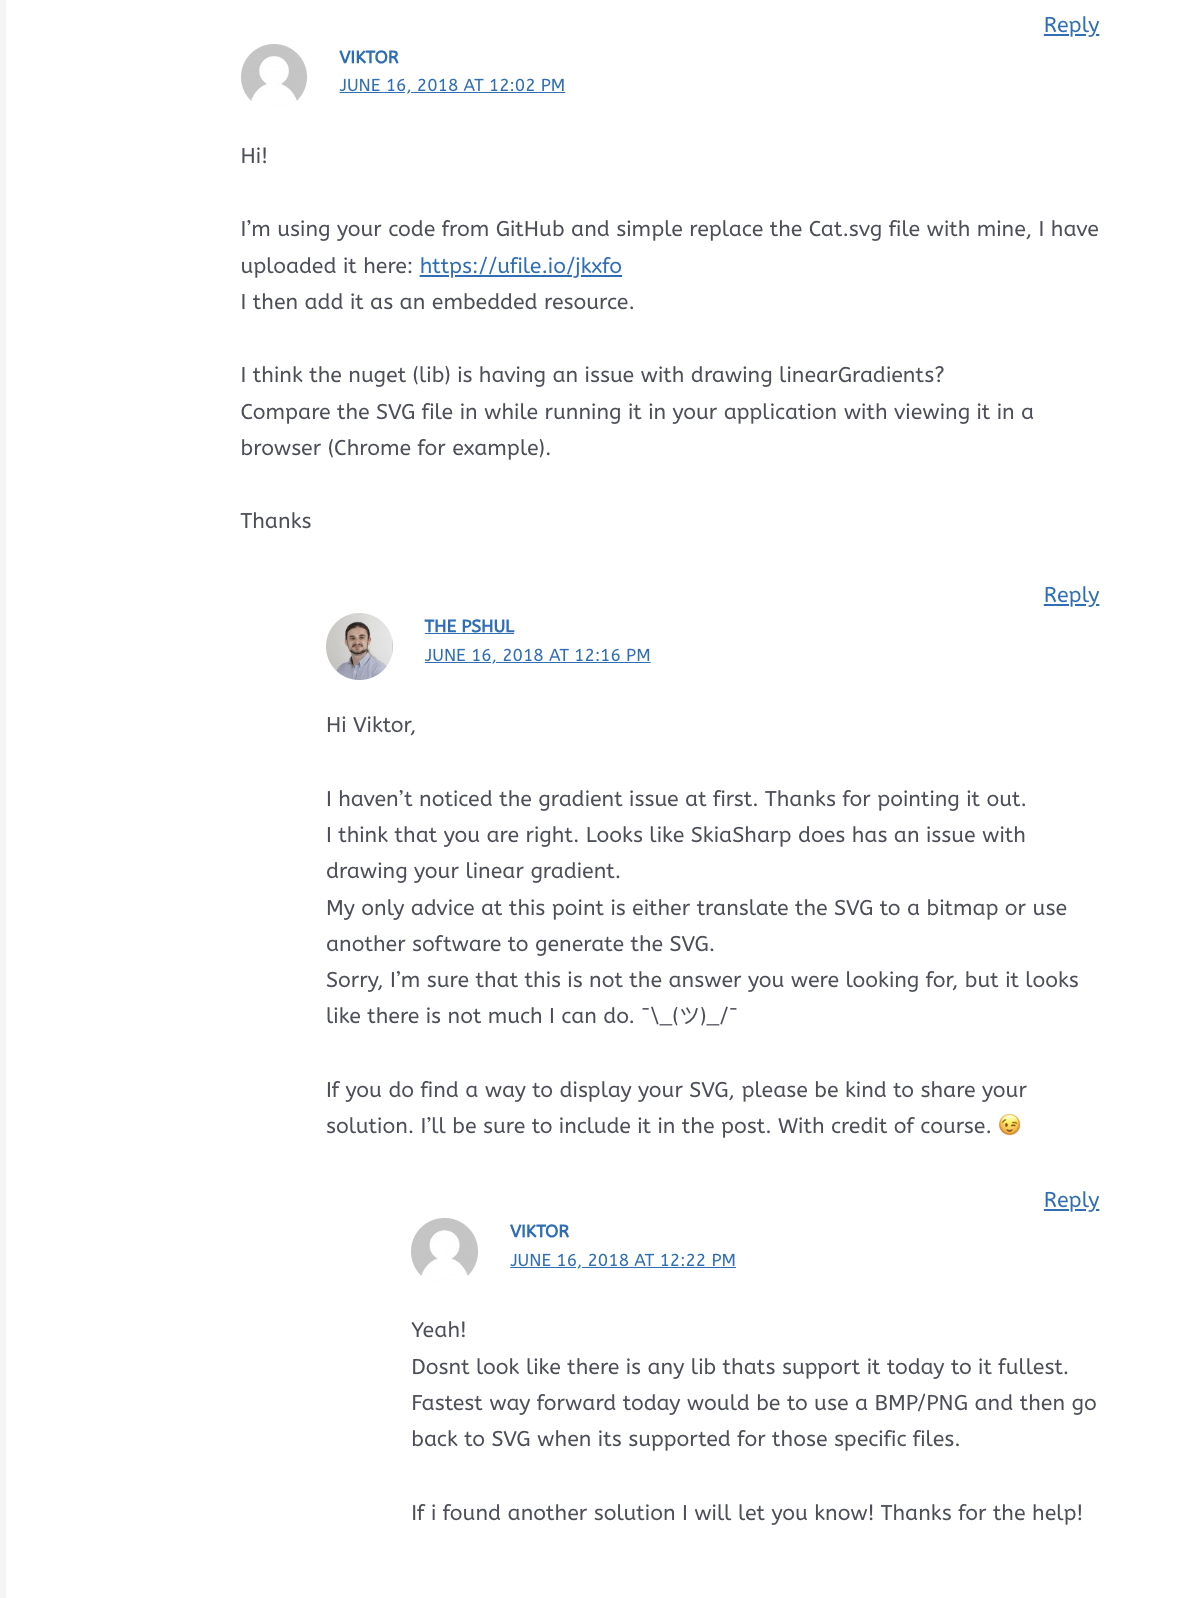 Reply
VIKTOR
JUNE 16, 2018 AT 12:02 PM
Hi!
I’m using your code from GitHub and simple replace the Cat.svg file with mine, I have
uploaded it here: https://ufile.io/jkxfo
I then add it as an embedded resource.
I think the nuget (lib) is having an issue with drawing linearGradients?
Compare the SVG file in while running it in your application with viewing it in a
browser (Chrome for example).
Thanks
Reply
THE PSHUL
JUNE 16, 2018 AT 12:16 PM
Hi Viktor,
I haven’t noticed the gradient issue at first. Thanks for pointing it out.
I think that you are right. Looks like SkiaSharp does has an issue with
drawing your linear gradient.
My only advice at this point is either translate the SVG to a bitmap or use
another software to generate the SVG.
Sorry, I’m sure that this is not the answer you were looking for, but it looks
like there is not much I can do. ¯\_(ツ)_/¯
If you do find a way to display your SVG, please be kind to share your
solution. I’ll be sure to include it in the post. With credit of course. 😉
Reply
VIKTOR
JUNE 16, 2018 AT 12:22 PM
Yeah!
Dosnt look like there is any lib thats support it today to it fullest.
Fastest way forward today would be to use a BMP/PNG and then go
back to SVG when its supported for those specific files.
If i found another solution I will let you know! Thanks for the help!